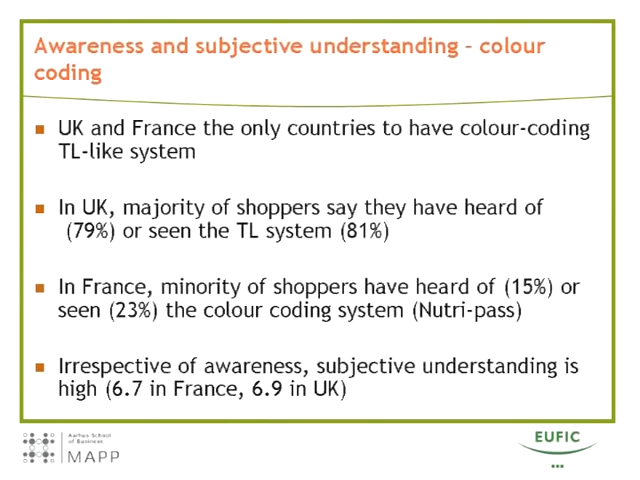 Awareness and subjective understanding – colour
coding
UK and France the only countries to have colour-coding
TL-like system
In UK, majority of shoppers say they have heard of
(79%) or seen the TL system (81%)
In France, minority of shoppers have heard of (15%) or
seen (23%) the colour coding system (Nutri-pass)
Irrespective of awareness, subjective understanding is
high (6.7 in France, 6.9 in UK)
Aarhus School
of Business
MAPP
EUFIC